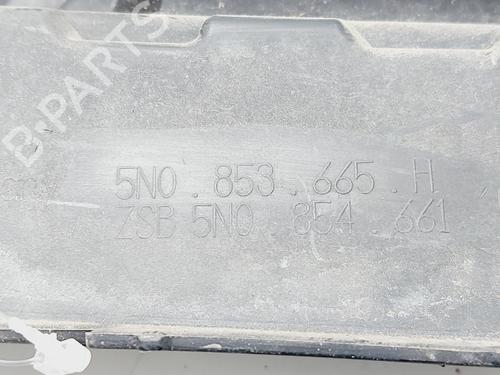 B-PARTS
5N0 . 853 . 665 . H
ZSB 5N0 . 854 . 661